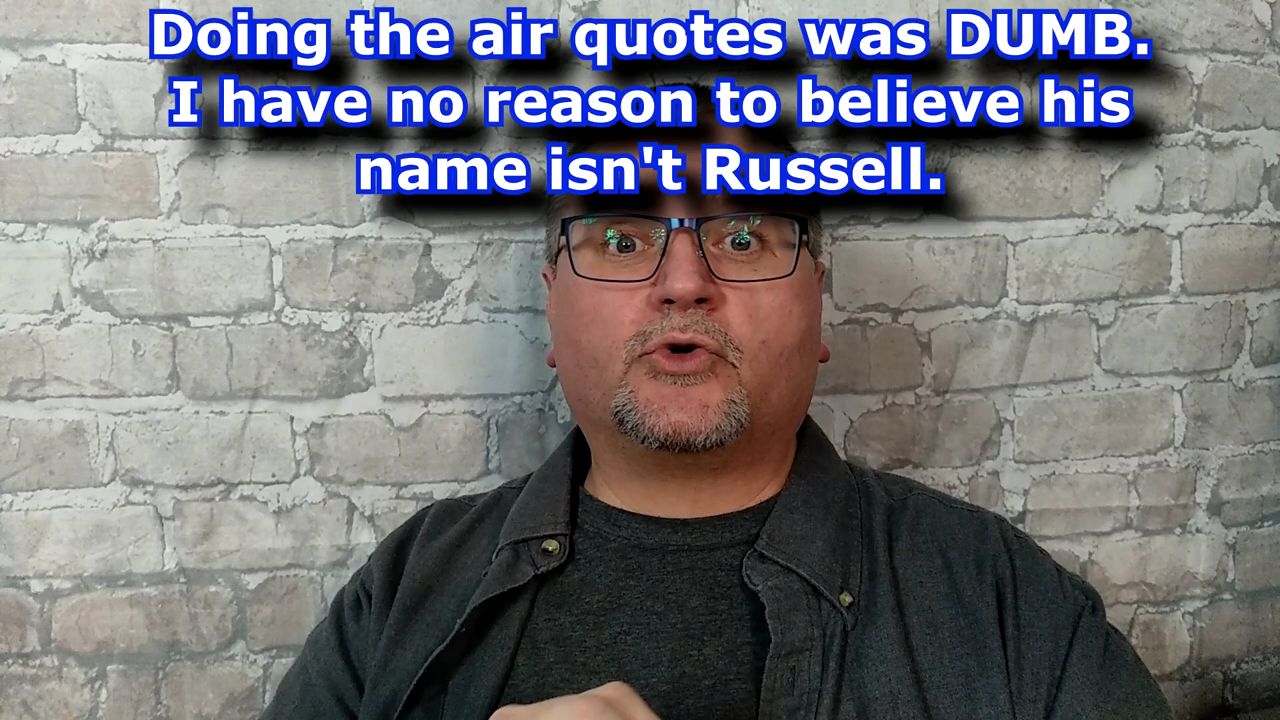 Doing the air quotes was DUMB.
I have no reason to believe his
name isn't Russell.